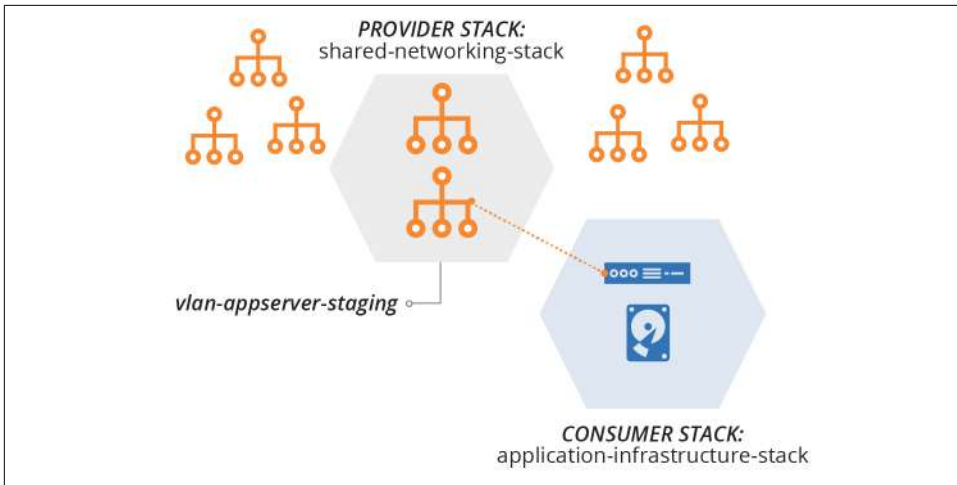 PROVIDER STACK:
shared-networking-stack
vlan-appserver-staging
CONSUMER STACK:
application-infrastructure-stack